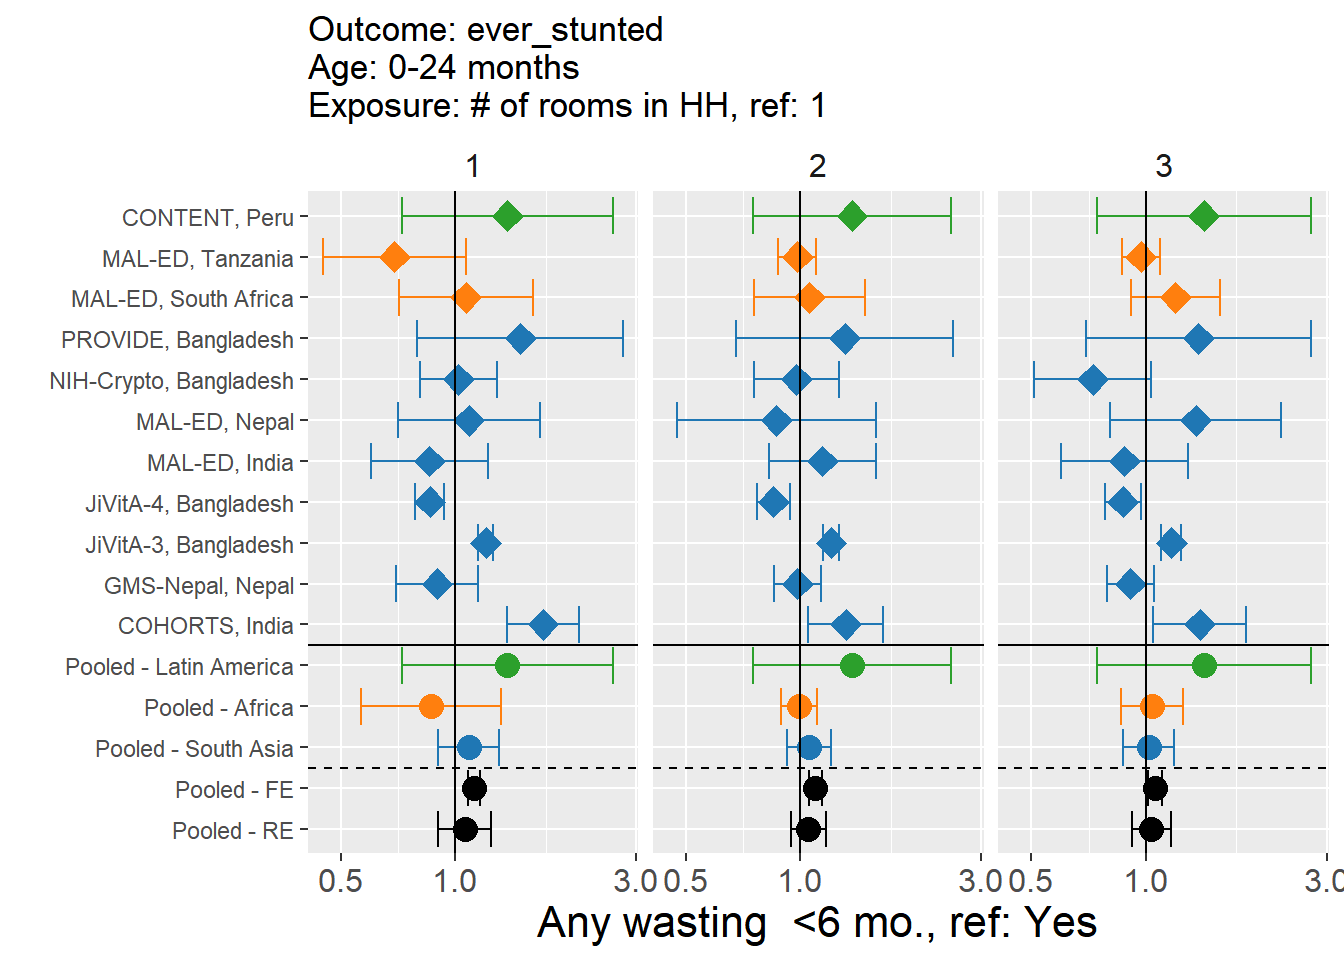 Outcome: ever_stunted
Age: 0-24 months
Exposure: # of rooms in HH, ref: 1
1 2 3
CONTENT, Peru
MAL-ED, Tanzania
MAL-ED, South Africa
PROVIDE, Bangladesh
NIH-Crypto, Bangladesh
MAL-ED, Nepal
MAL-ED, India
JiVitA-4, Bangladesh
JiVitA-3, Bangladesh
GMS-Nepal, Nepal
COHORTS, India
Pooled - Latin America
Pooled - Africa
Pooled - South Asia
Pooled - FE
Pooled - RE
0.5 1.0 3.0 0.5 1.0 3.0 0.5 1.0 3.0
Any wasting  <6 mo., ref: Yes